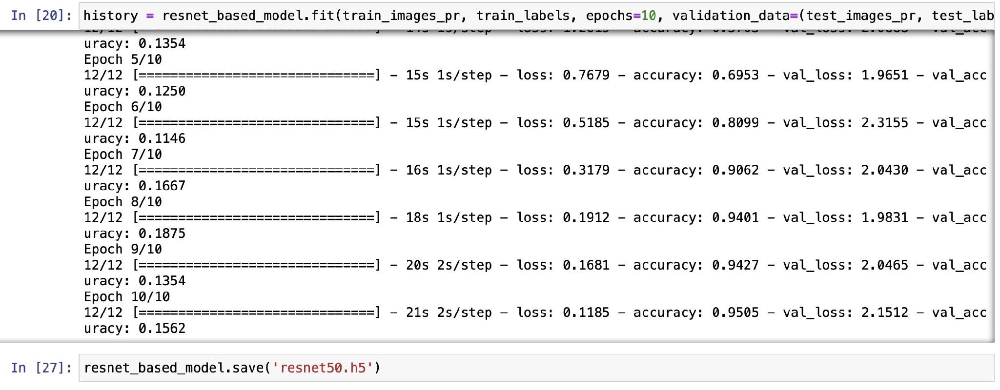 In [20]: history = resnet_based_model.fit(train_images_pr, train_labels, epochs=10, validation_data=(test_images_pr, test_lab
uracy: 0.1354
Epoch 5/10
12/12 [==============================] - 15s 1s/step - loss: 0.7679 - accuracy: 0.6953 - val_loss: 1.9651 - val_acc
uracy: 0.1250
Epoch 6/10
12/12 [==============================] - 15s 1s/step - loss: 0.5185 - accuracy: 0.8099 - val_loss: 2.3155 - val_acc
uracy: 0.1146
Epoch 7/10
12/12 [==============================] - 16s 1s/step - loss: 0.3179 - accuracy: 0.9062 - val_loss: 2.0430 - val_acc
uracy: 0.1667
Epoch 8/10
12/12 [==============================] - 18s 1s/step - loss: 0.1912 - accuracy: 0.9401 - val_loss: 1.9831 - val_acc
uracy: 0.1875
Epoch 9/10
12/12 [==============================] - 20s 2s/step - loss: 0.1681 - accuracy: 0.9427 - val_loss: 2.0465 - val_acc
uracy: 0.1354
Epoch 10/10
12/12 [==============================] - 21s 2s/step - loss: 0.1185 - accuracy: 0.9505 - val_loss: 2.1512 - val_acc
uracy: 0.1562
In [27]: resnet_based_model.save('resnet50.h5')